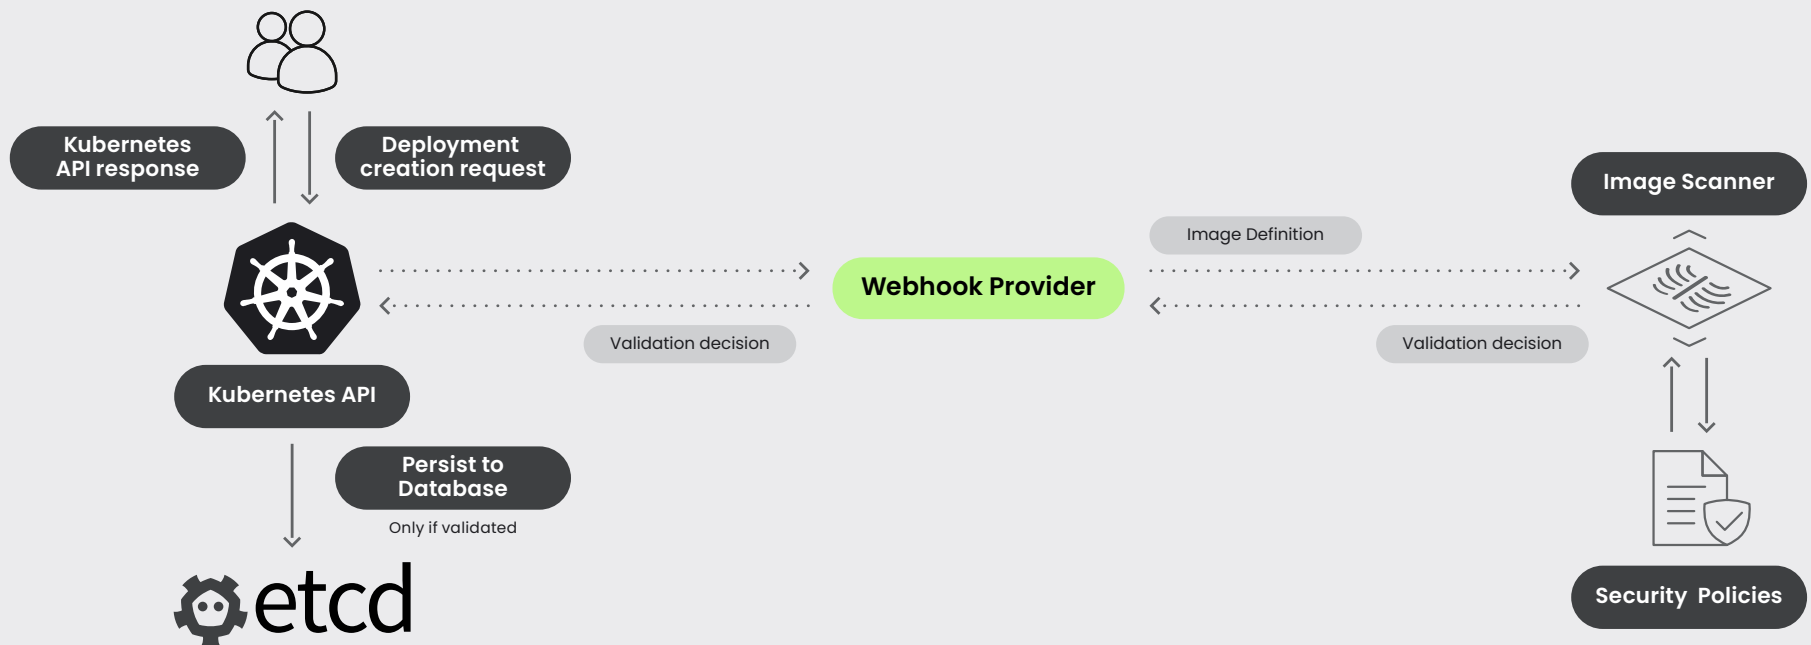 Kubernetes
API response
Deployment
creation request
Image Scanner
Image Definition
Webhook Provider
Validation decision
Validation decision
Kubernetes API
Persist to
Database
Only if validated
etcd
Security Policies